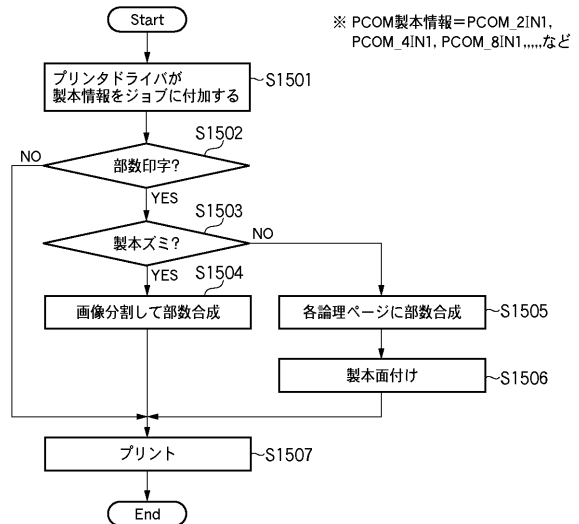 Start
※ PCOM製本情報=PCOM_2IN1,
PCOM_4IN1, PCOM_8IN1,,,,,など
プリンタドライバが
製本情報をジョブに付加する
S1501
S1502
部数印字?
NO
YES
S1503
製本ズミ?
NO
YES
S1504
画像分割して部数合成
各論理ページに部数合成
S1505
製本面付け
S1506
プリント
S1507
End